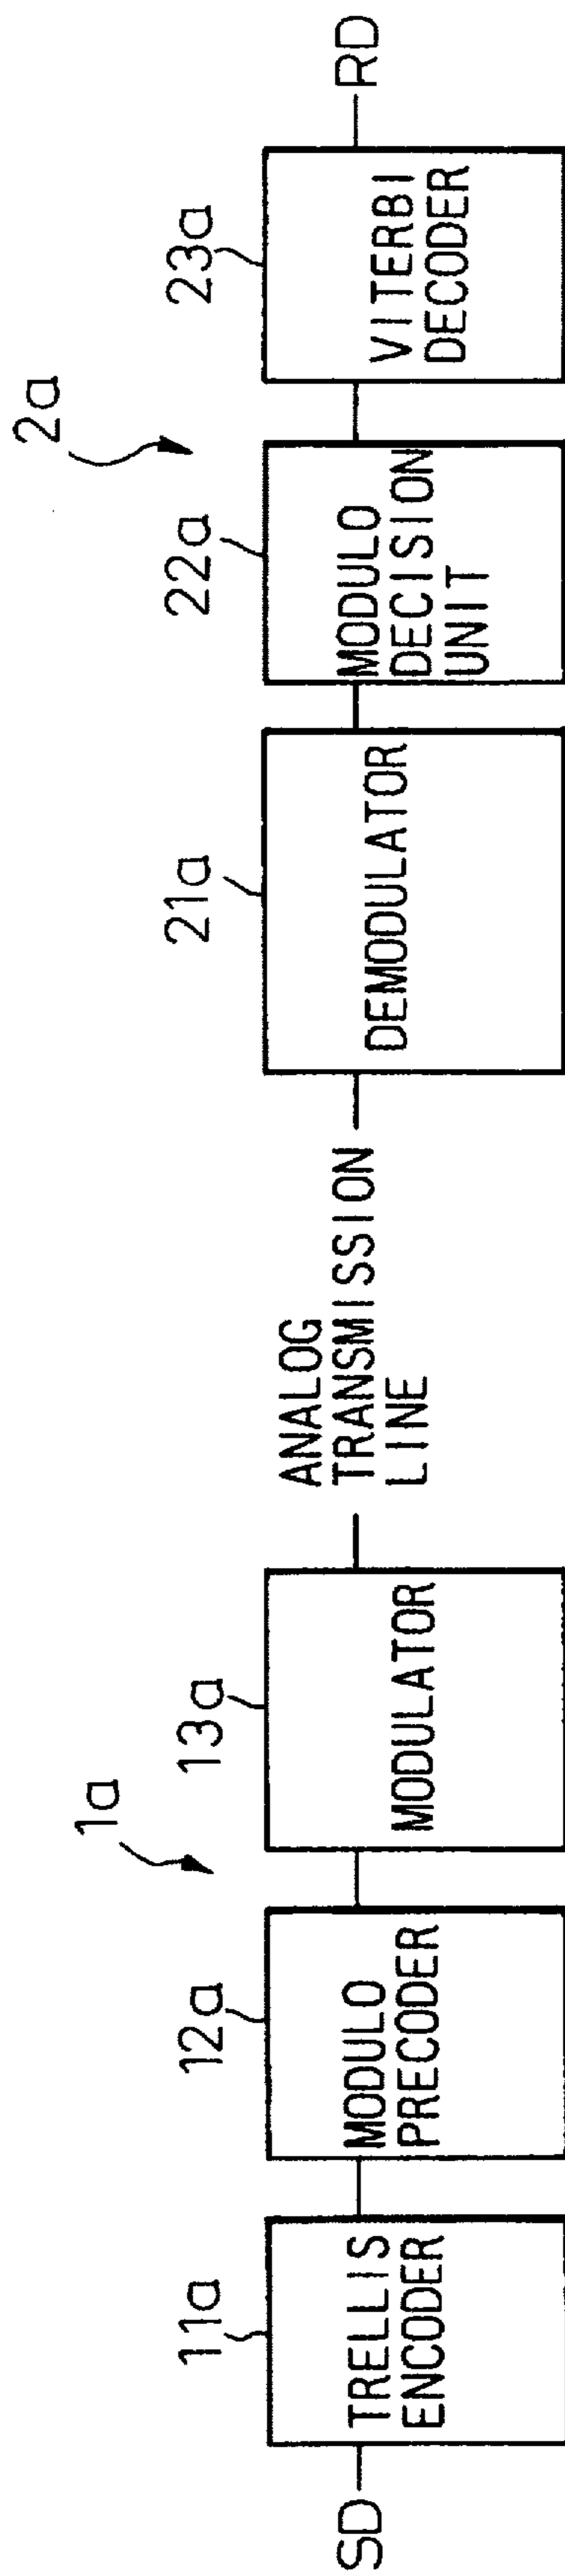 SD
11a
TRELLIS
ENCODER
12a
MODULO
PRECODER
1a
13a
MODULATOR
ANALOG
TRANSMISSION
LINE
21a
DEMODULATOR
22a
MODULO
DECISION
UNIT
2a
23a
VITERBI
DECODER
RD